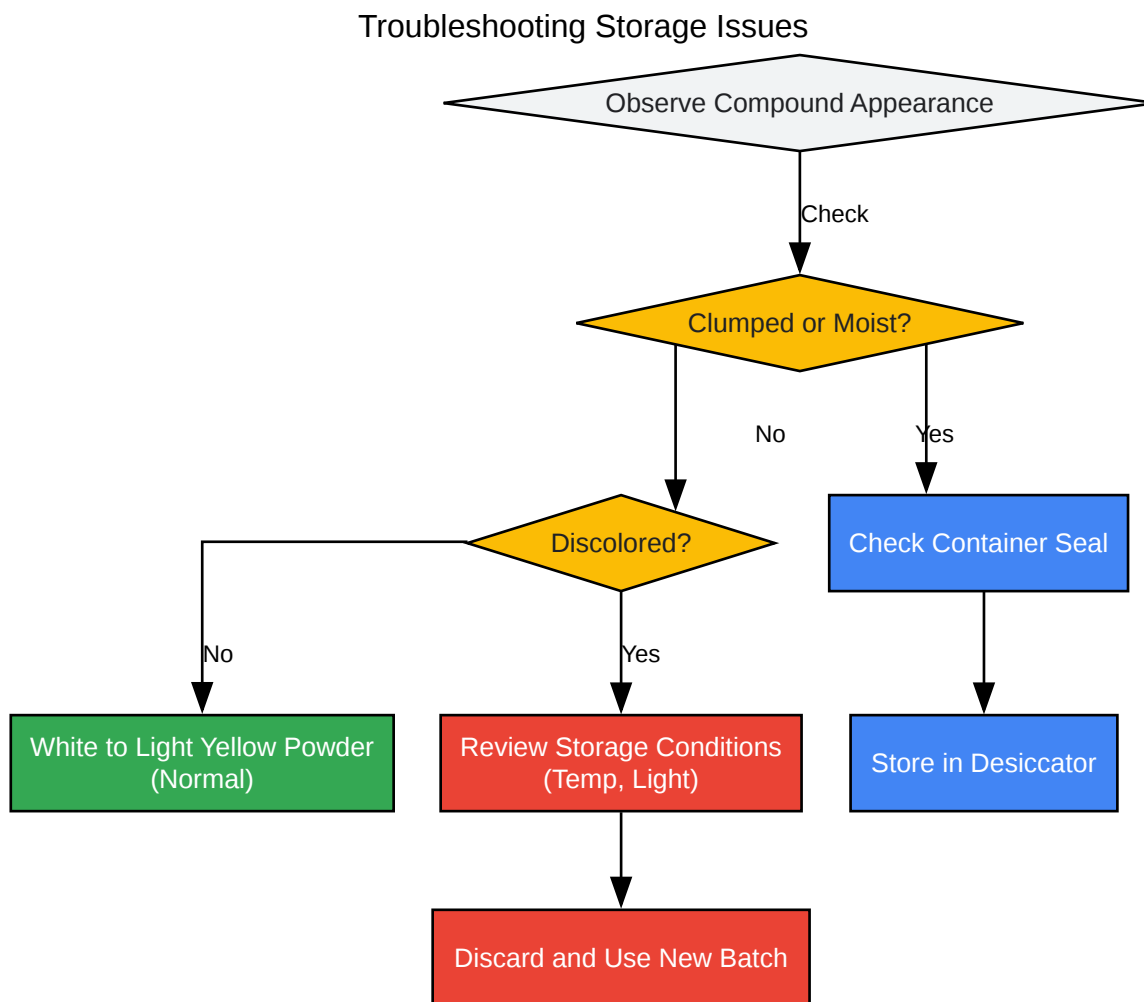 Troubleshooting Storage Issues
Observe Compound Appearance
Check
Clumped or Moist?
No
Yes
Discolored?
Check Container Seal
No
Yes
White to Light Yellow Powder
(Normal)
Review Storage Conditions
(Temp, Light)
Store in Desiccator
Discard and Use New Batch